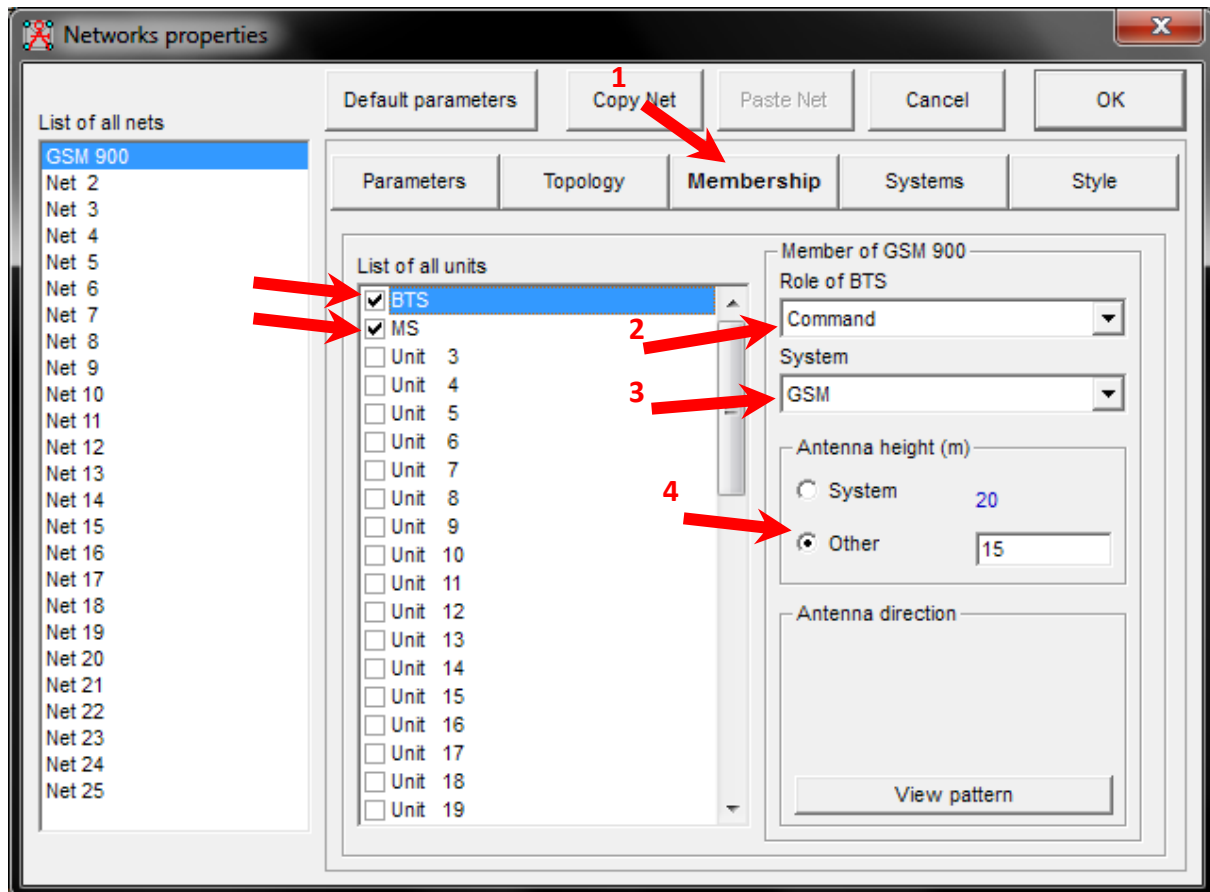 Networks properties
X
1
Default parameters
Copy Net
Paste Net
Cancel
OK
List of all nets
GSM 900
Net 2
Net 3
Net 4
Net 5
Net 6
Net 7
Net 8
Net 9
Net 10
Net 11
Net 12
Net 13
Net 14
Net 15
Net 16
Net 17
Net 18
Net 19
Net 20
Net 21
Net 22
Net 23
Net 24
Net 25
Parameters
Topology
Membership
Systems
Style
List of all units
BTS
MS
Unit 3
Unit 4
Unit 5
Unit 6
Unit 7
Unit 8
Unit 9
Unit 10
Unit 11
Unit 12
Unit 13
Unit 14
Unit 15
Unit 16
Unit 17
Unit 18
Unit 19
Member of GSM 900
Role of BTS
2
Command
System
3
GSM
Antenna height (m)
System 20
4
Other 15
Antenna direction
View pattern